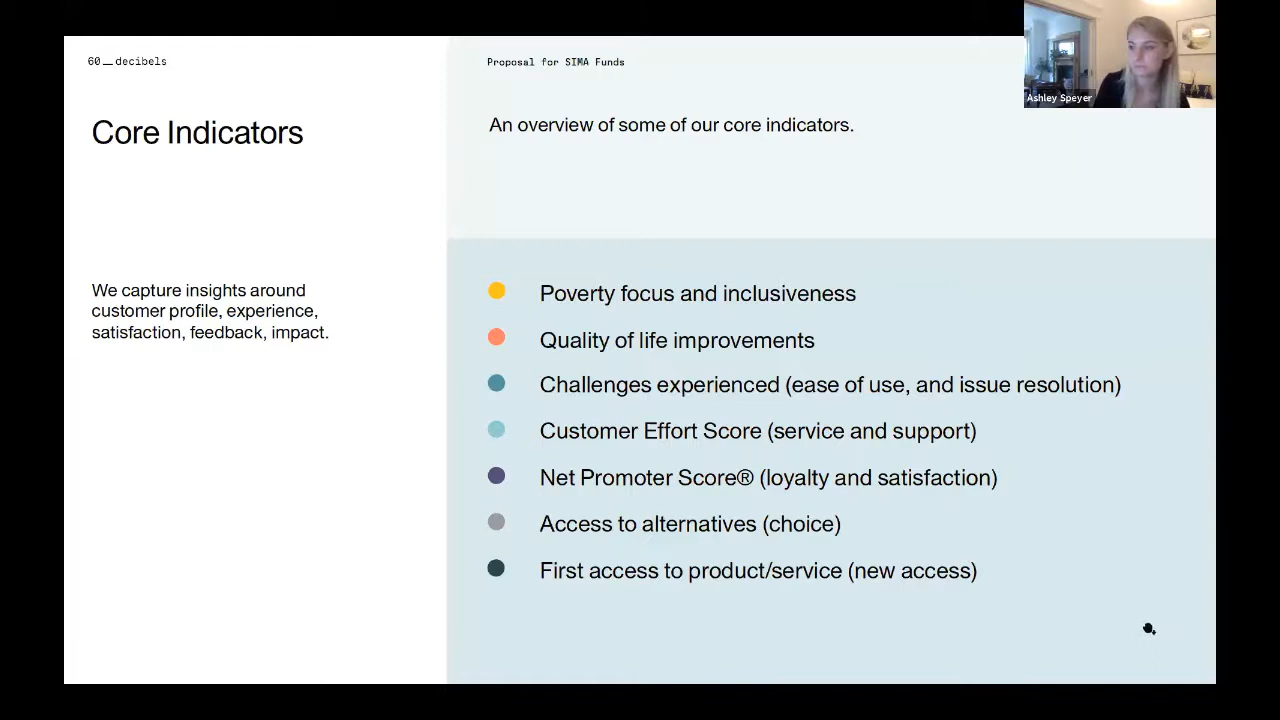 60__decibels
Proposal for SIMA Funds
Ashley Speyer
Core Indicators
An overview of some of our core indicators.
We capture insights around
customer profile, experience,
satisfaction, feedback, impact.
Poverty focus and inclusiveness
Quality of life improvements
Challenges experienced (ease of use, and issue resolution)
Customer Effort Score (service and support)
Net Promoter Score® (loyalty and satisfaction)
Access to alternatives (choice)
First access to product/service (new access)